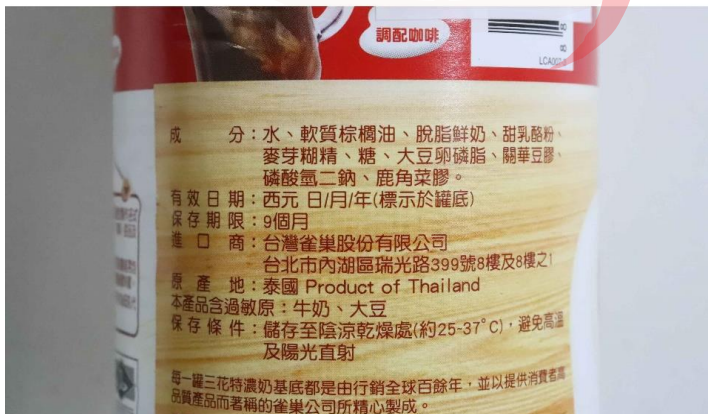 調配咖啡
成 分：水、軟質棕櫚油、脫脂鮮奶、甜乳酪粉、
麥芽糊精、糖、大豆卵磷脂、關華豆膠、
磷酸氫二鈉、鹿角菜膠。
有效日期：西元 日/月/年(標示於罐底)
保存期限：9個月
進口商：台灣雀巢股份有限公司
台北市內湖區瑞光路399號8樓及8樓之1
原產地：泰國 Product of Thailand
本產品含過敏原：牛奶、大豆
保存條件：儲存至陰涼乾燥處(約25-37°C)，避免高溫
及陽光直射
每一罐三花特濃奶基底都是由行銷全球百餘年，並以提供消費者高
品質產品而著稱的雀巢公司所精心製成。